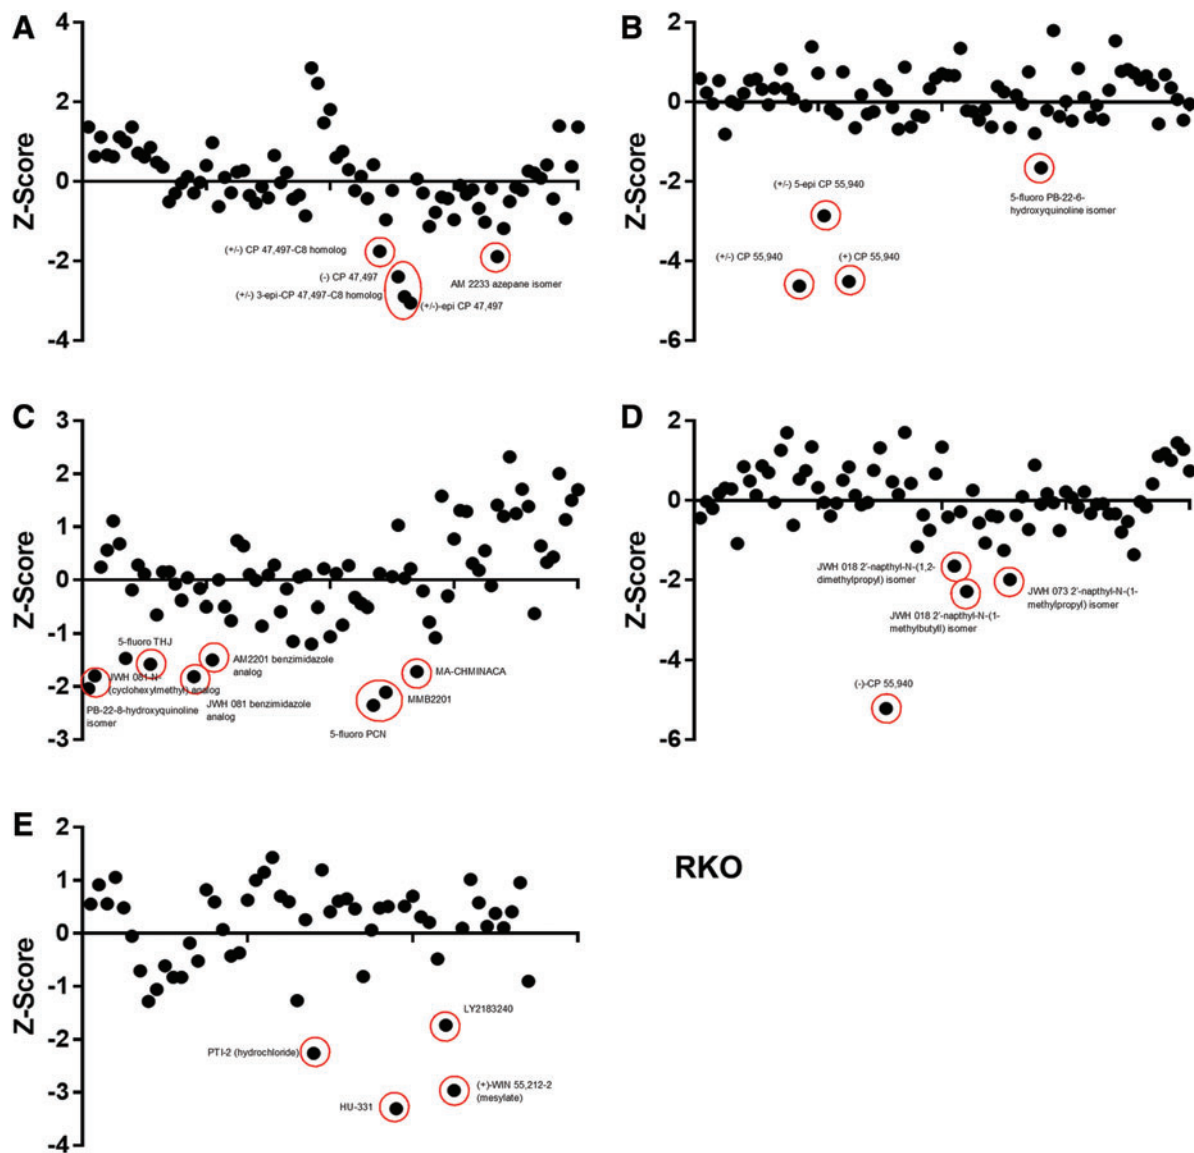 A
4
2
0
-2
-4
Z-Score
(+/-) CP 47,497-C8 homolog
(-) CP 47,497
(+/-) 3-epi-CP 47,497-C8 homolog
(+/-)-epi CP 47,497
AM 2233 azepane isomer
B
2
0
-2
-4
-6
Z-Score
(+/-) 5-epi CP 55,940
(+/-) CP 55,940
(+) CP 55,940
5-fluoro PB-22-6-
hydroxyquinoline isomer
C
3
2
1
0
-1
-2
-3
Z-Score
5-fluoro THJ
JWH 081-N-
(cyclohexylmethyl) analog
PB-22-8-hydroxyquinoline
isomer
AM2201 benzimidazole
analog
JWH 081 benzimidazole
analog
MA-CHMINACA
MMB2201
5-fluoro PCN
D
2
0
-2
-4
-6
Z-Score
JWH 018 2'-napthyl-N-(1,2-
dimethylpropyl) isomer
JWH 018 2'-napthyl-N-(1-
methylbutyll) isomer
JWH 073 2'-napthyl-N-(1-
methylpropyl) isomer
(-)-CP 55,940
E
2
1
0
-1
-2
-3
-4
Z-Score
LY2183240
PTI-2 (hydrochloride)
HU-331
(+)-WIN 55,212-2
(mesylate)
RKO